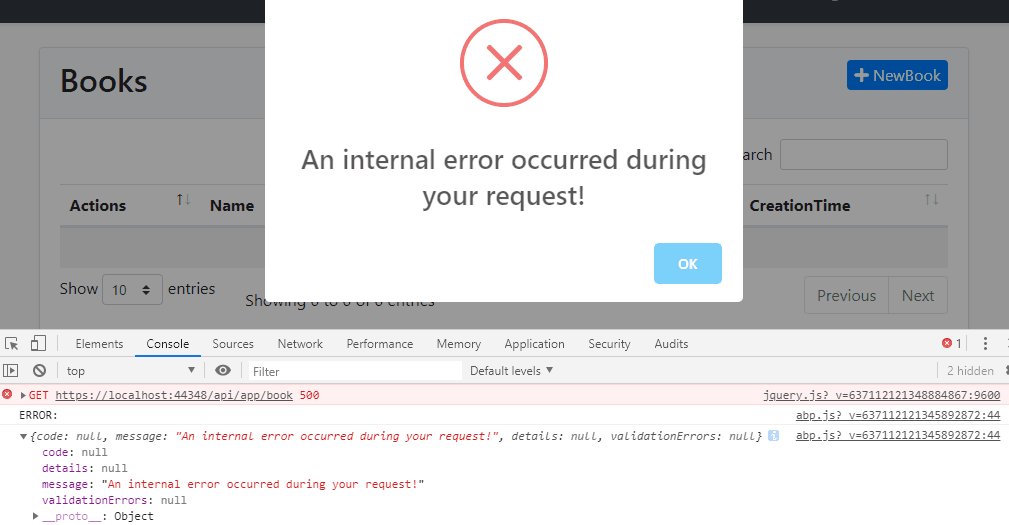 An internal error occurred during
your request!
OK
Books
NewBook
arch
Actions
Name
CreationTime
Show 10 entries
Showing 0 to 0 of 0 entries
Previous
Next
Elements
Console
Sources
Network
Performance
Memory
Application
Security
Audits
1
top
Filter
Default levels ▼
2 hidden
GET https://localhost:44348/api/app/book 500
jquery.js?_v=637112121348884867:9600
ERROR:
abp.js?_v=637112121345892872:44
{code: null, message: "An internal error occurred during your request!", details: null, validationErrors: null}
abp.js?_v=637112121345892872:44
code: null
details: null
message: "An internal error occurred during your request!"
validationErrors: null
__proto__: Object